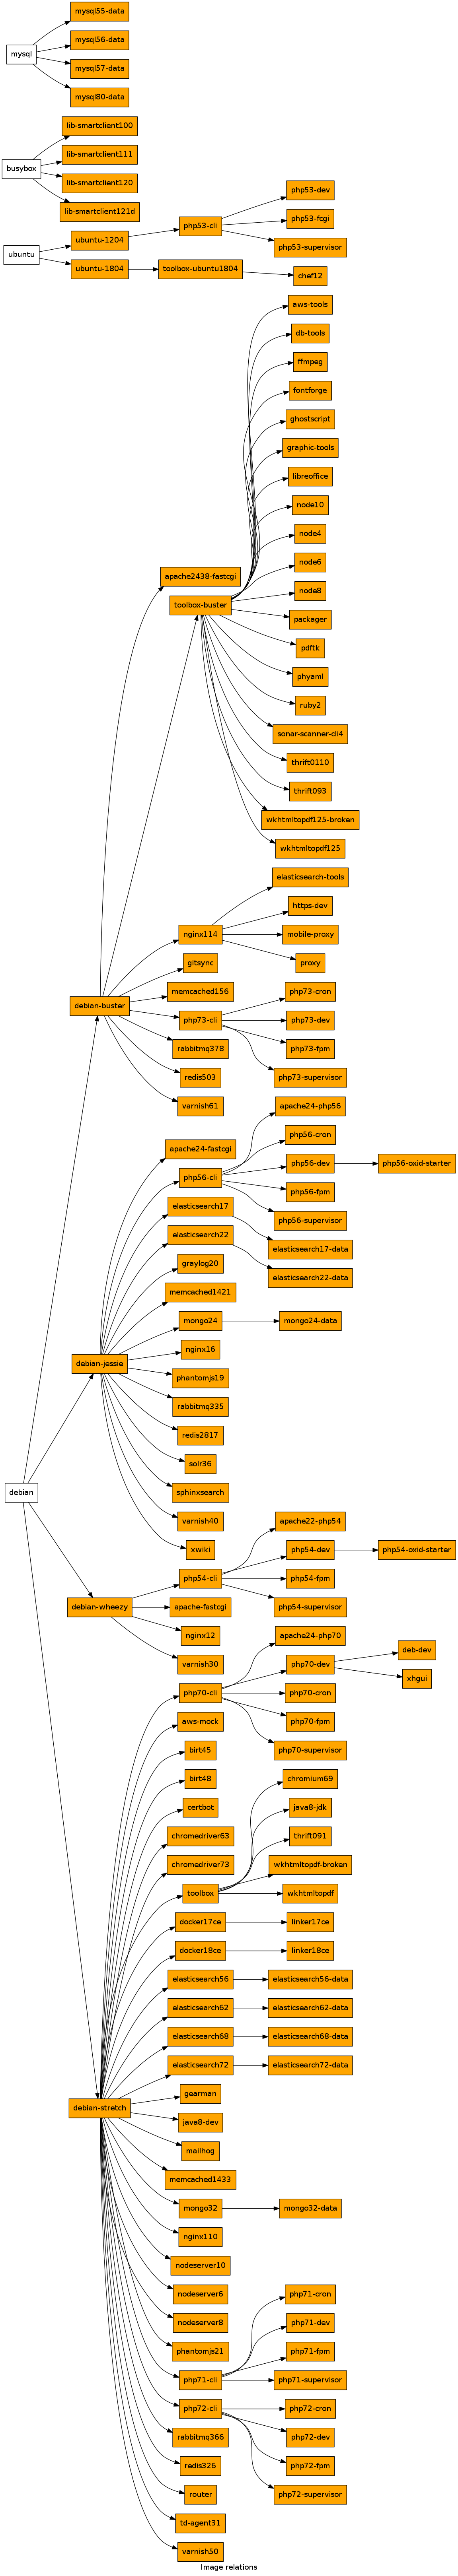 mysql
mysql55-data
mysql56-data
mysql57-data
mysql80-data
busybox
lib-smartclient100
lib-smartclient111
lib-smartclient120
lib-smartclient121d
ubuntu
ubuntu-1204
php53-cli
php53-dev
php53-fcgi
php53-supervisor
ubuntu-1804
toolbox-ubuntu1804
chef12
aws-tools
db-tools
ffmpeg
fontforge
ghostscript
graphic-tools
libreoffice
node10
node4
node6
apache2438-fastcgi
node8
toolbox-buster
packager
pdftk
phyaml
ruby2
sonar-scanner-cli4
thrift0110
thrift093
wkhtmltopdf125-broken
wkhtmltopdf125
elasticsearch-tools
https-dev
nginx114
mobile-proxy
gitsync
proxy
memcached156
php73-cron
debian-buster
php73-cli
php73-dev
rabbitmq378
php73-fpm
redis503
php73-supervisor
varnish61
apache24-php56
php56-cron
apache24-fastcgi
php56-dev
php56-oxid-starter
php56-cli
php56-fpm
elasticsearch17
php56-supervisor
elasticsearch22
elasticsearch17-data
graylog20
elasticsearch22-data
memcached1421
mongo24
mongo24-data
nginx16
debian-jessie
phantomjs19
rabbitmq335
redis2817
solr36
debian
sphinxsearch
varnish40
apache22-php54
xwiki
php54-dev
php54-oxid-starter
php54-cli
php54-fpm
debian-wheezy
apache-fastcgi
php54-supervisor
nginx12
apache24-php70
varnish30
php70-dev
deb-dev
xhgui
php70-cli
php70-cron
aws-mock
php70-fpm
birt45
php70-supervisor
birt48
chromium69
certbot
java8-jdk
chromedriver63
thrift091
chromedriver73
wkhtmltopdf-broken
toolbox
wkhtmltopdf
docker17ce
linker17ce
docker18ce
linker18ce
elasticsearch56
elasticsearch56-data
elasticsearch62
elasticsearch62-data
elasticsearch68
elasticsearch68-data
elasticsearch72
elasticsearch72-data
gearman
debian-stretch
java8-dev
mailhog
memcached1433
mongo32
mongo32-data
nginx110
nodeserver10
nodeserver6
php71-cron
nodeserver8
php71-dev
phantomjs21
php71-fpm
php71-cli
php71-supervisor
php72-cli
php72-cron
rabbitmq366
php72-dev
redis326
php72-fpm
router
php72-supervisor
td-agent31
varnish50
Image relations